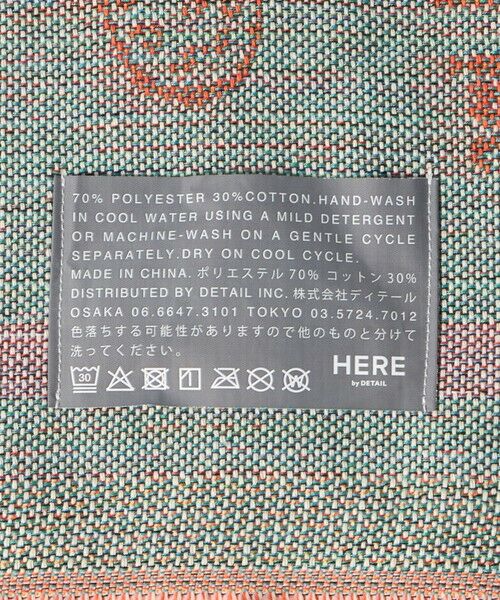 70% POLYESTER 30%COTTON.HAND-WASH
IN COOL WATER USING A MILD DETERGENT
OR MACHINE-WASH ON A GENTLE CYCLE
SEPARATELY.DRY ON COOL CYCLE.
MADE IN CHINA. ポリエステル 70% コットン 30%
DISTRIBUTED BY DETAIL INC. 株式会社ディテール
OSAKA 06.6647.3101 TOKYO 03.5724.7012
色落ちする可能性がありますので他のものと分けて
洗ってください。
30
W
HERE
by DETAIL